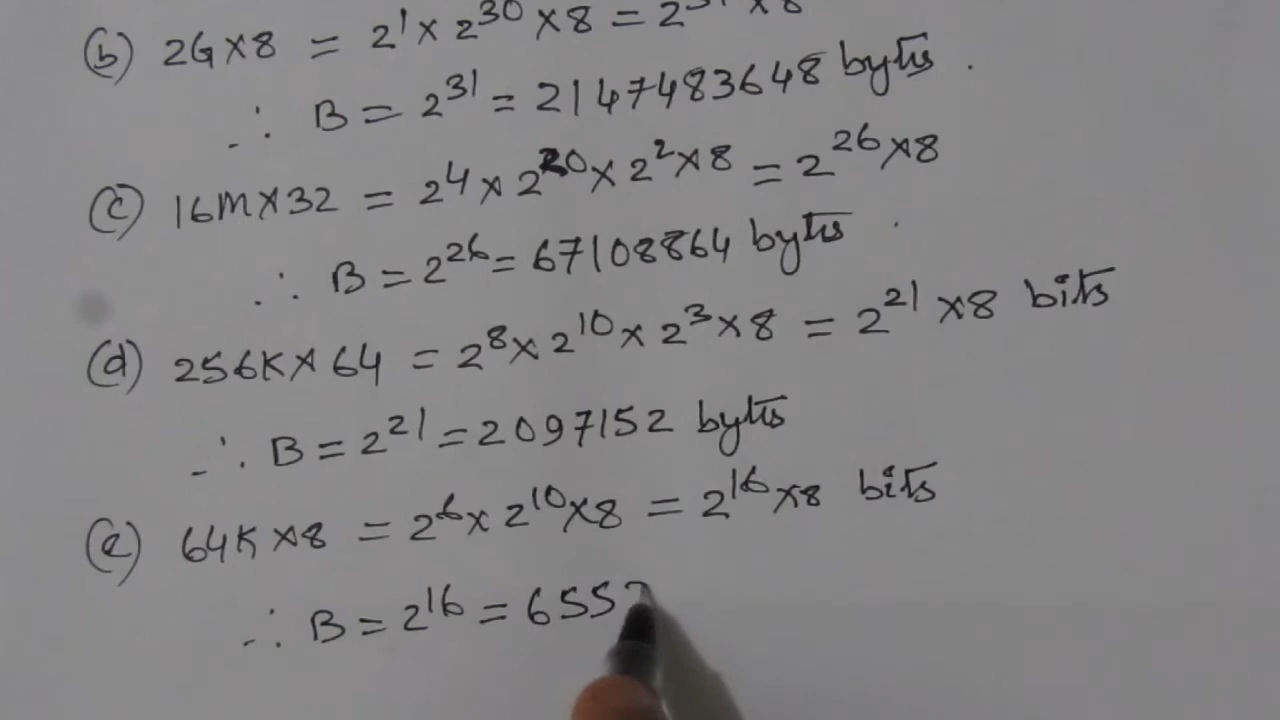 (b) 2G×8 = 2¹ × 2³⁰ × 8 = 2³¹ × 8
∴ B = 2³¹ = 2147483648 bytes.
(c) 16M×32 = 2⁴ × 2²⁰ × 2² × 8 = 2²⁶ × 8
∴ B = 2²⁶ = 67108864 bytes.
(d) 256K×64 = 2⁸ × 2¹⁰ × 2³ × 8 = 2²¹ × 8 bits
∴ B = 2²¹ = 2097152 bytes
(e) 64K×8 = 2⁶ × 2¹⁰ × 8 = 2¹⁶ × 8 bits
∴ B = 2¹⁶ = 655